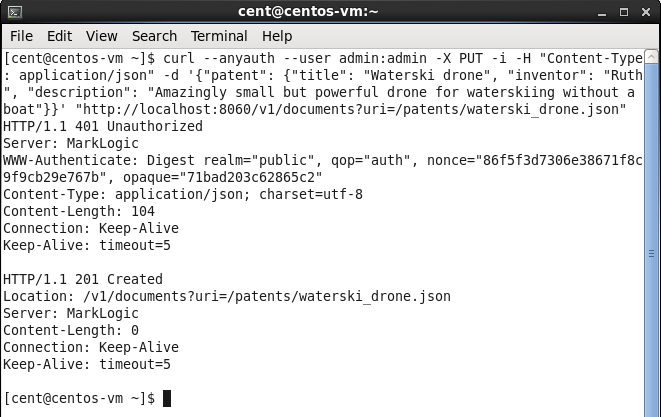 cent@centos-vm:~
File Edit View Search Terminal Help
[cent@centos-vm ~]$ curl --anyauth --user admin:admin -X PUT -i -H "Content-Type
: application/json" -d '{"patent": {"title": "Waterski drone", "inventor": "Ruth
", "description": "Amazingly small but powerful drone for waterskiing without a
boat"}}' "http://localhost:8060/v1/documents?uri=/patents/waterski_drone.json"
HTTP/1.1 401 Unauthorized
Server: MarkLogic
WWW-Authenticate: Digest realm="public", qop="auth", nonce="86f5f3d7306e38671f8c
9f9cb29e767b", opaque="71bad203c62865c2"
Content-Type: application/json; charset=utf-8
Content-Length: 104
Connection: Keep-Alive
Keep-Alive: timeout=5
HTTP/1.1 201 Created
Location: /v1/documents?uri=/patents/waterski_drone.json
Server: MarkLogic
Content-Length: 0
Connection: Keep-Alive
Keep-Alive: timeout=5
[cent@centos-vm ~]$